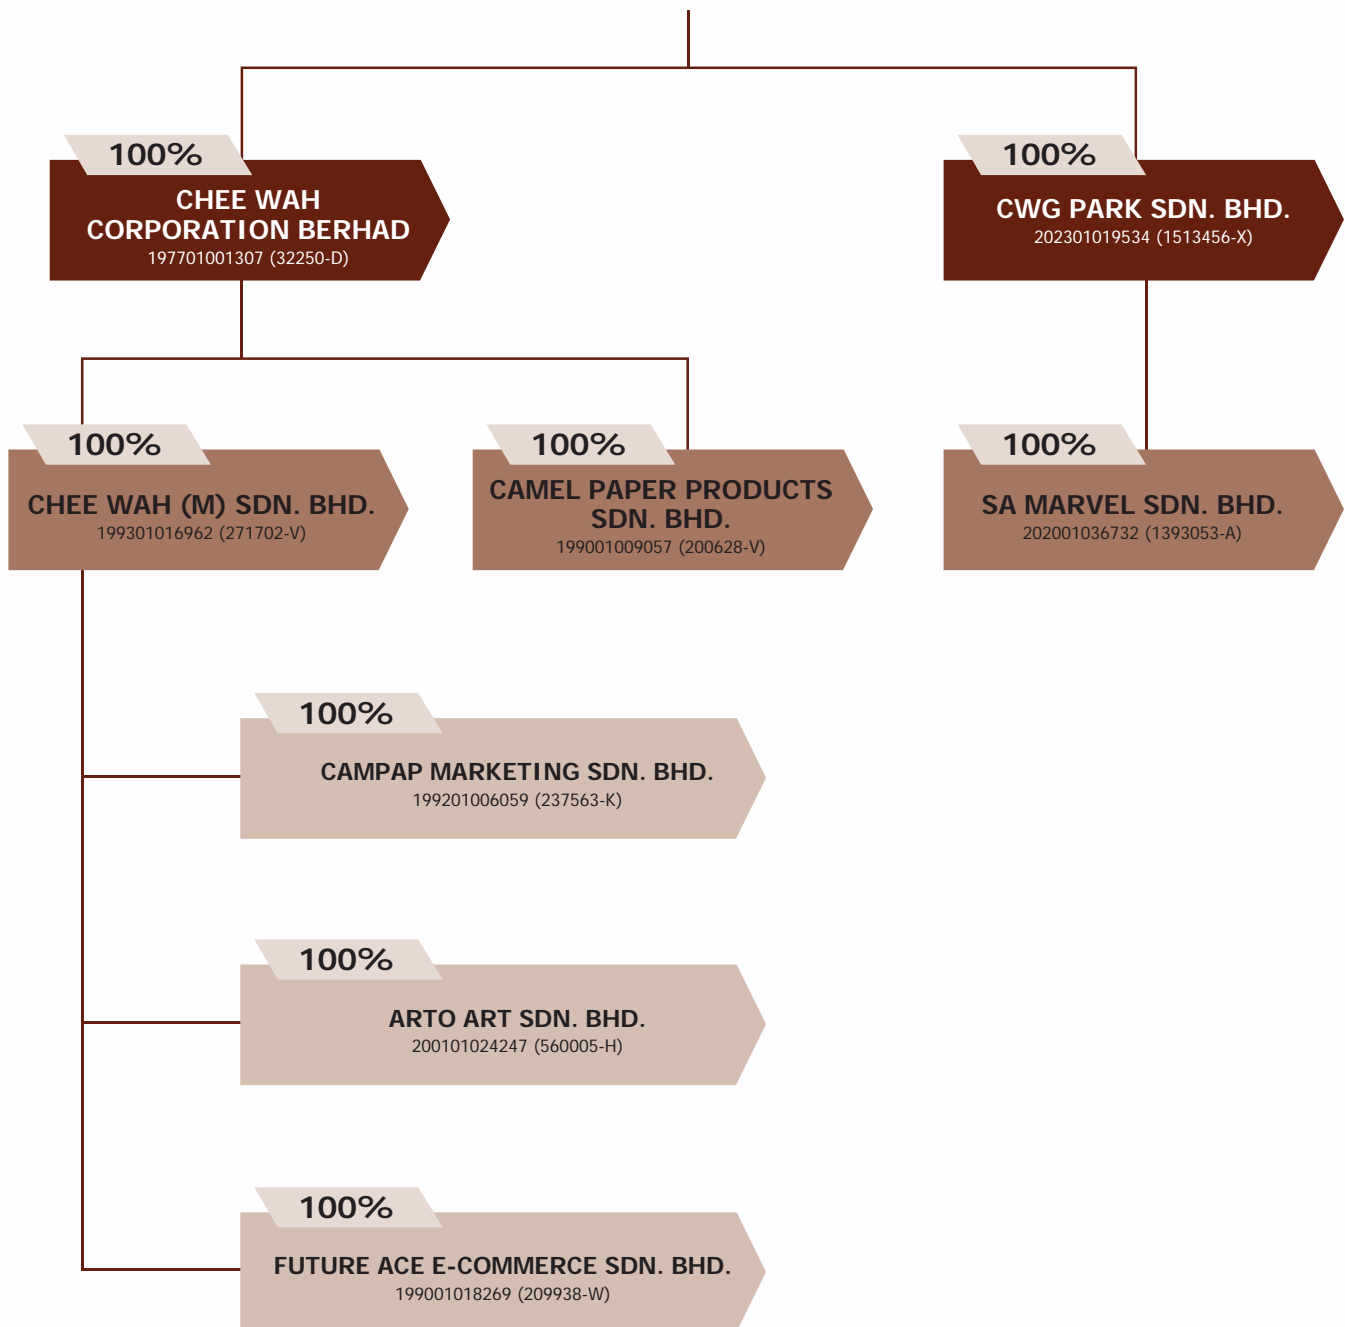 100%
CHEE WAH
CORPORATION BERHAD
197701001307 (32250-D)
100%
CWG PARK SDN. BHD.
202301019534 (1513456-X)
100%
CHEE WAH (M) SDN. BHD.
199301016962 (271702-V)
100%
CAMEL PAPER PRODUCTS
SDN. BHD.
199001009057 (200628-V)
100%
SA MARVEL SDN. BHD.
202001036732 (1393053-A)
100%
CAMPAP MARKETING SDN. BHD.
199201006059 (237563-K)
100%
ARTO ART SDN. BHD.
200101024247 (560005-H)
100%
FUTURE ACE E-COMMERCE SDN. BHD.
199001018269 (209938-W)